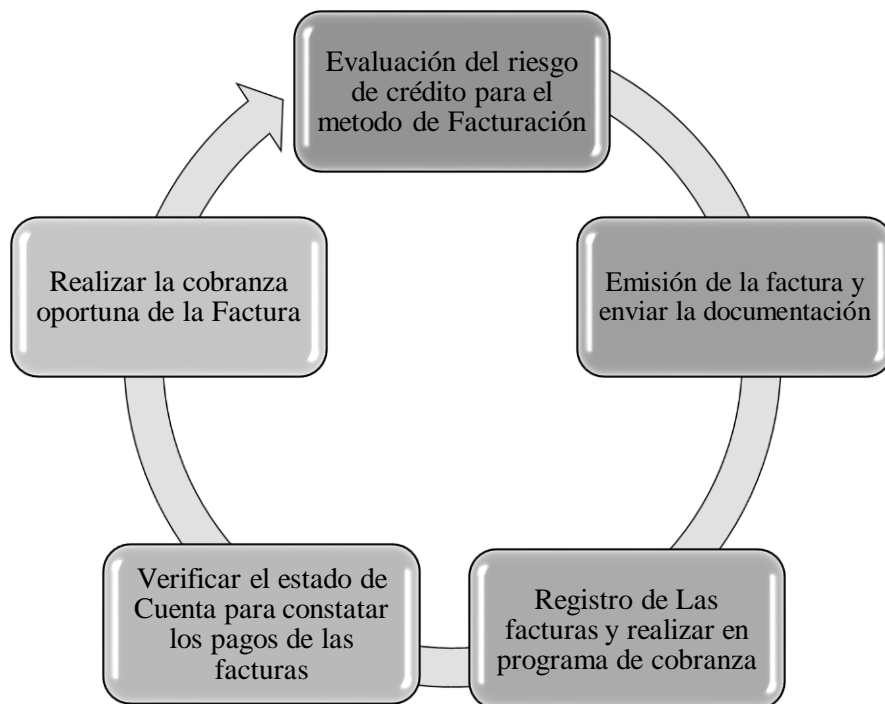 Evaluación del riesgo
de crédito para el
metodo de Facturación
Emisión de la factura y
enviar la documentación
Registro de Las
facturas y realizar en
programa de cobranza
Verificar el estado de
Cuenta para constatar
los pagos de las
facturas
Realizar la cobranza
oportuna de la Factura